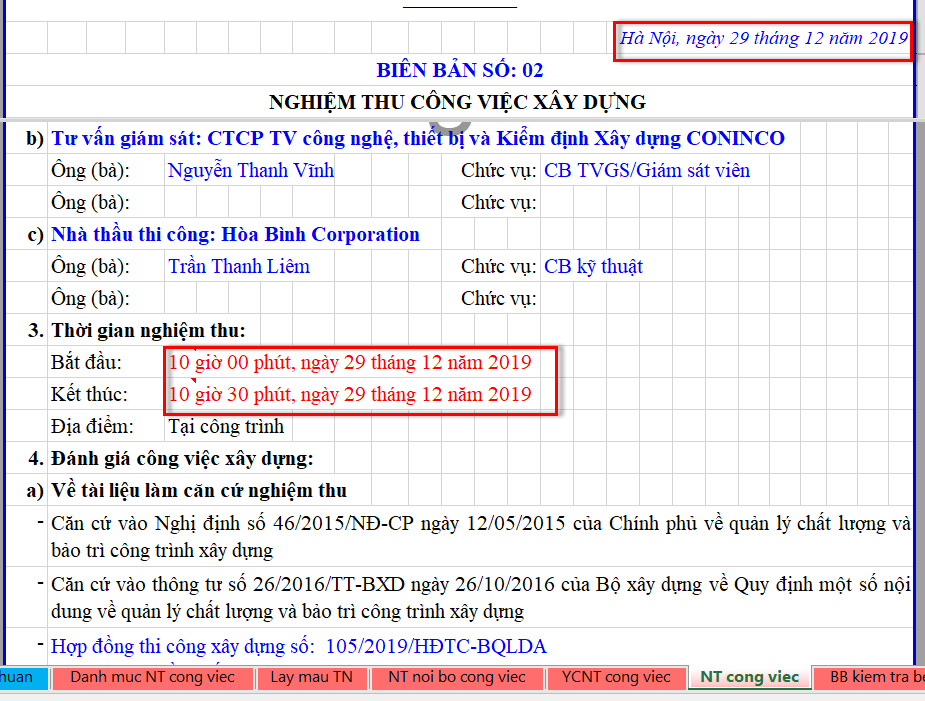 Hà Nội, ngày 29 tháng 12 năm 2019
BIÊN BẢN SỐ: 02
NGHIỆM THU CÔNG VIỆC XÂY DỰNG
b) Tư vấn giám sát: CTCP TV công nghệ, thiết bị và Kiểm định Xây dựng CONINCO
Ông (bà): Nguyễn Thanh Vĩnh Chức vụ: CB TVGS/Giám sát viên
Ông (bà): Chức vụ:
c) Nhà thầu thi công: Hòa Bình Corporation
Ông (bà): Trần Thanh Liêm Chức vụ: CB kỹ thuật
Ông (bà): Chức vụ:
3. Thời gian nghiệm thu:
Bắt đầu: 10 giờ 00 phút, ngày 29 tháng 12 năm 2019
Kết thúc: 10 giờ 30 phút, ngày 29 tháng 12 năm 2019
Địa điểm: Tại công trình
4. Đánh giá công việc xây dựng:
a) Về tài liệu làm căn cứ nghiệm thu
- Căn cứ vào Nghị định số 46/2015/NĐ-CP ngày 12/05/2015 của Chính phủ về quản lý chất lượng và
bảo trì công trình xây dựng
- Căn cứ vào thông tư số 26/2016/TT-BXD ngày 26/10/2016 của Bộ xây dựng về Quy định một số nội
dung về quản lý chất lượng và bảo trì công trình xây dựng
- Hợp đồng thi công xây dựng số: 105/2019/HĐTC-BQLDA
huan Danh muc NT cong viec Lay mau TN NT noi bo cong viec YCNT cong viec NT cong viec BB kiem tra be